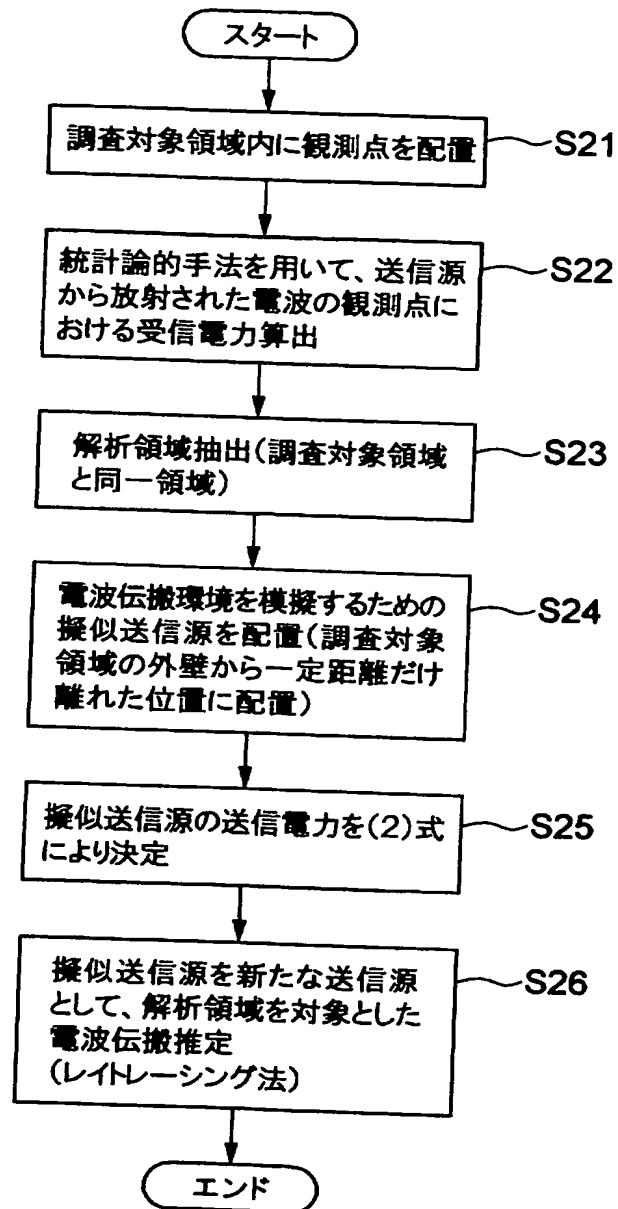 スタート
調査対象領域内に観測点を配置
S21
統計論的手法を用いて、送信源
から放射された電波の観測点に
おける受信電力算出
S22
解析領域抽出(調査対象領域
と同一領域)
S23
電波伝搬環境を模擬するための
擬似送信源を配置(調査対象
領域の外壁から一定距離だけ
離れた位置に配置)
S24
擬似送信源の送信電力を(2)式
により決定
S25
擬似送信源を新たな送信源
として、解析領域を対象とした
電波伝搬推定
(レイトレーシング法)
S26
エンド